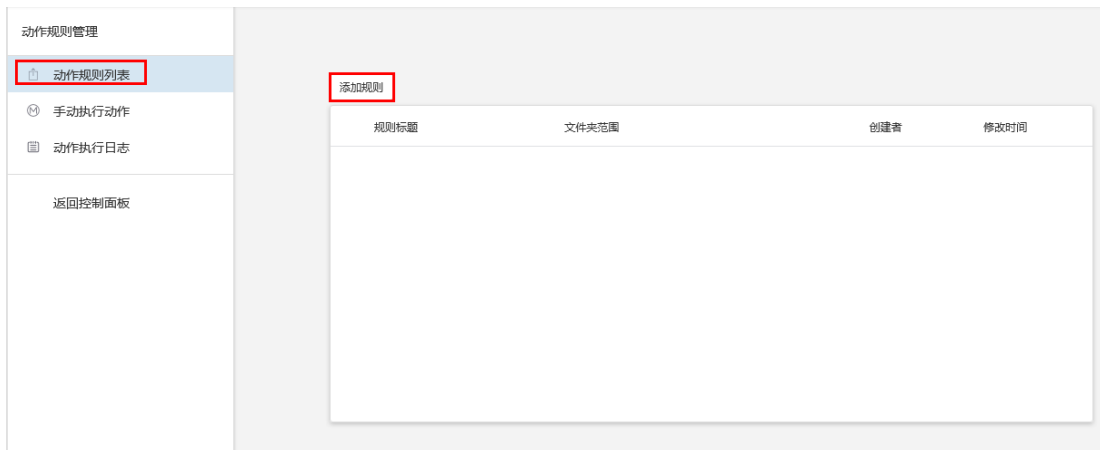 动作规则管理
动作规则列表
手动执行动作
动作执行日志
返回控制面板
添加规则
规则标题 文件夹范围 创建者 修改时间